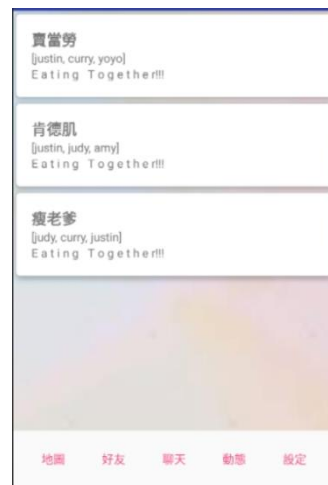 賣當勞
[justin, curry, yoyo]
Eating Together!!!
肯德肌
[justin, judy, amy]
Eating Together!!!
瘦老爹
[judy, curry, justin]
Eating Together!!!
地圖 好友 聊天 動態 設定